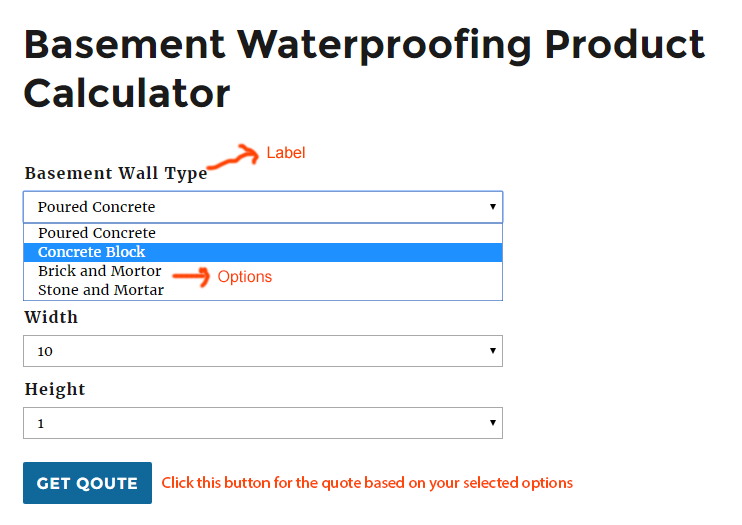 Basement Waterproofing Product
Calculator
Label
Basement Wall Type
Poured Concrete
Poured Concrete
Concrete Block
Brick and Mortor
Options
Stone and Mortar
Width
10
Height
1
GET QOUTE Click this button for the quote based on your selected options